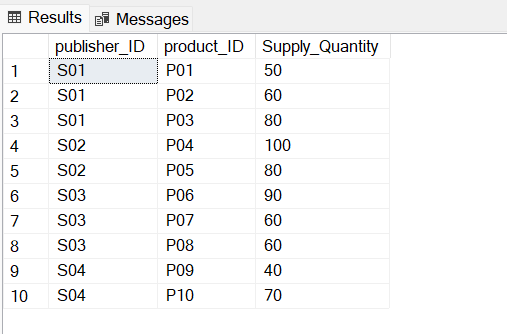 Results Messages
publisher_ID product_ID Supply_Quantity
1 S01 P01 50
2 S01 P02 60
3 S01 P03 80
4 S02 P04 100
5 S02 P05 80
6 S03 P06 90
7 S03 P07 60
8 S03 P08 60
9 S04 P09 40
10 S04 P10 70